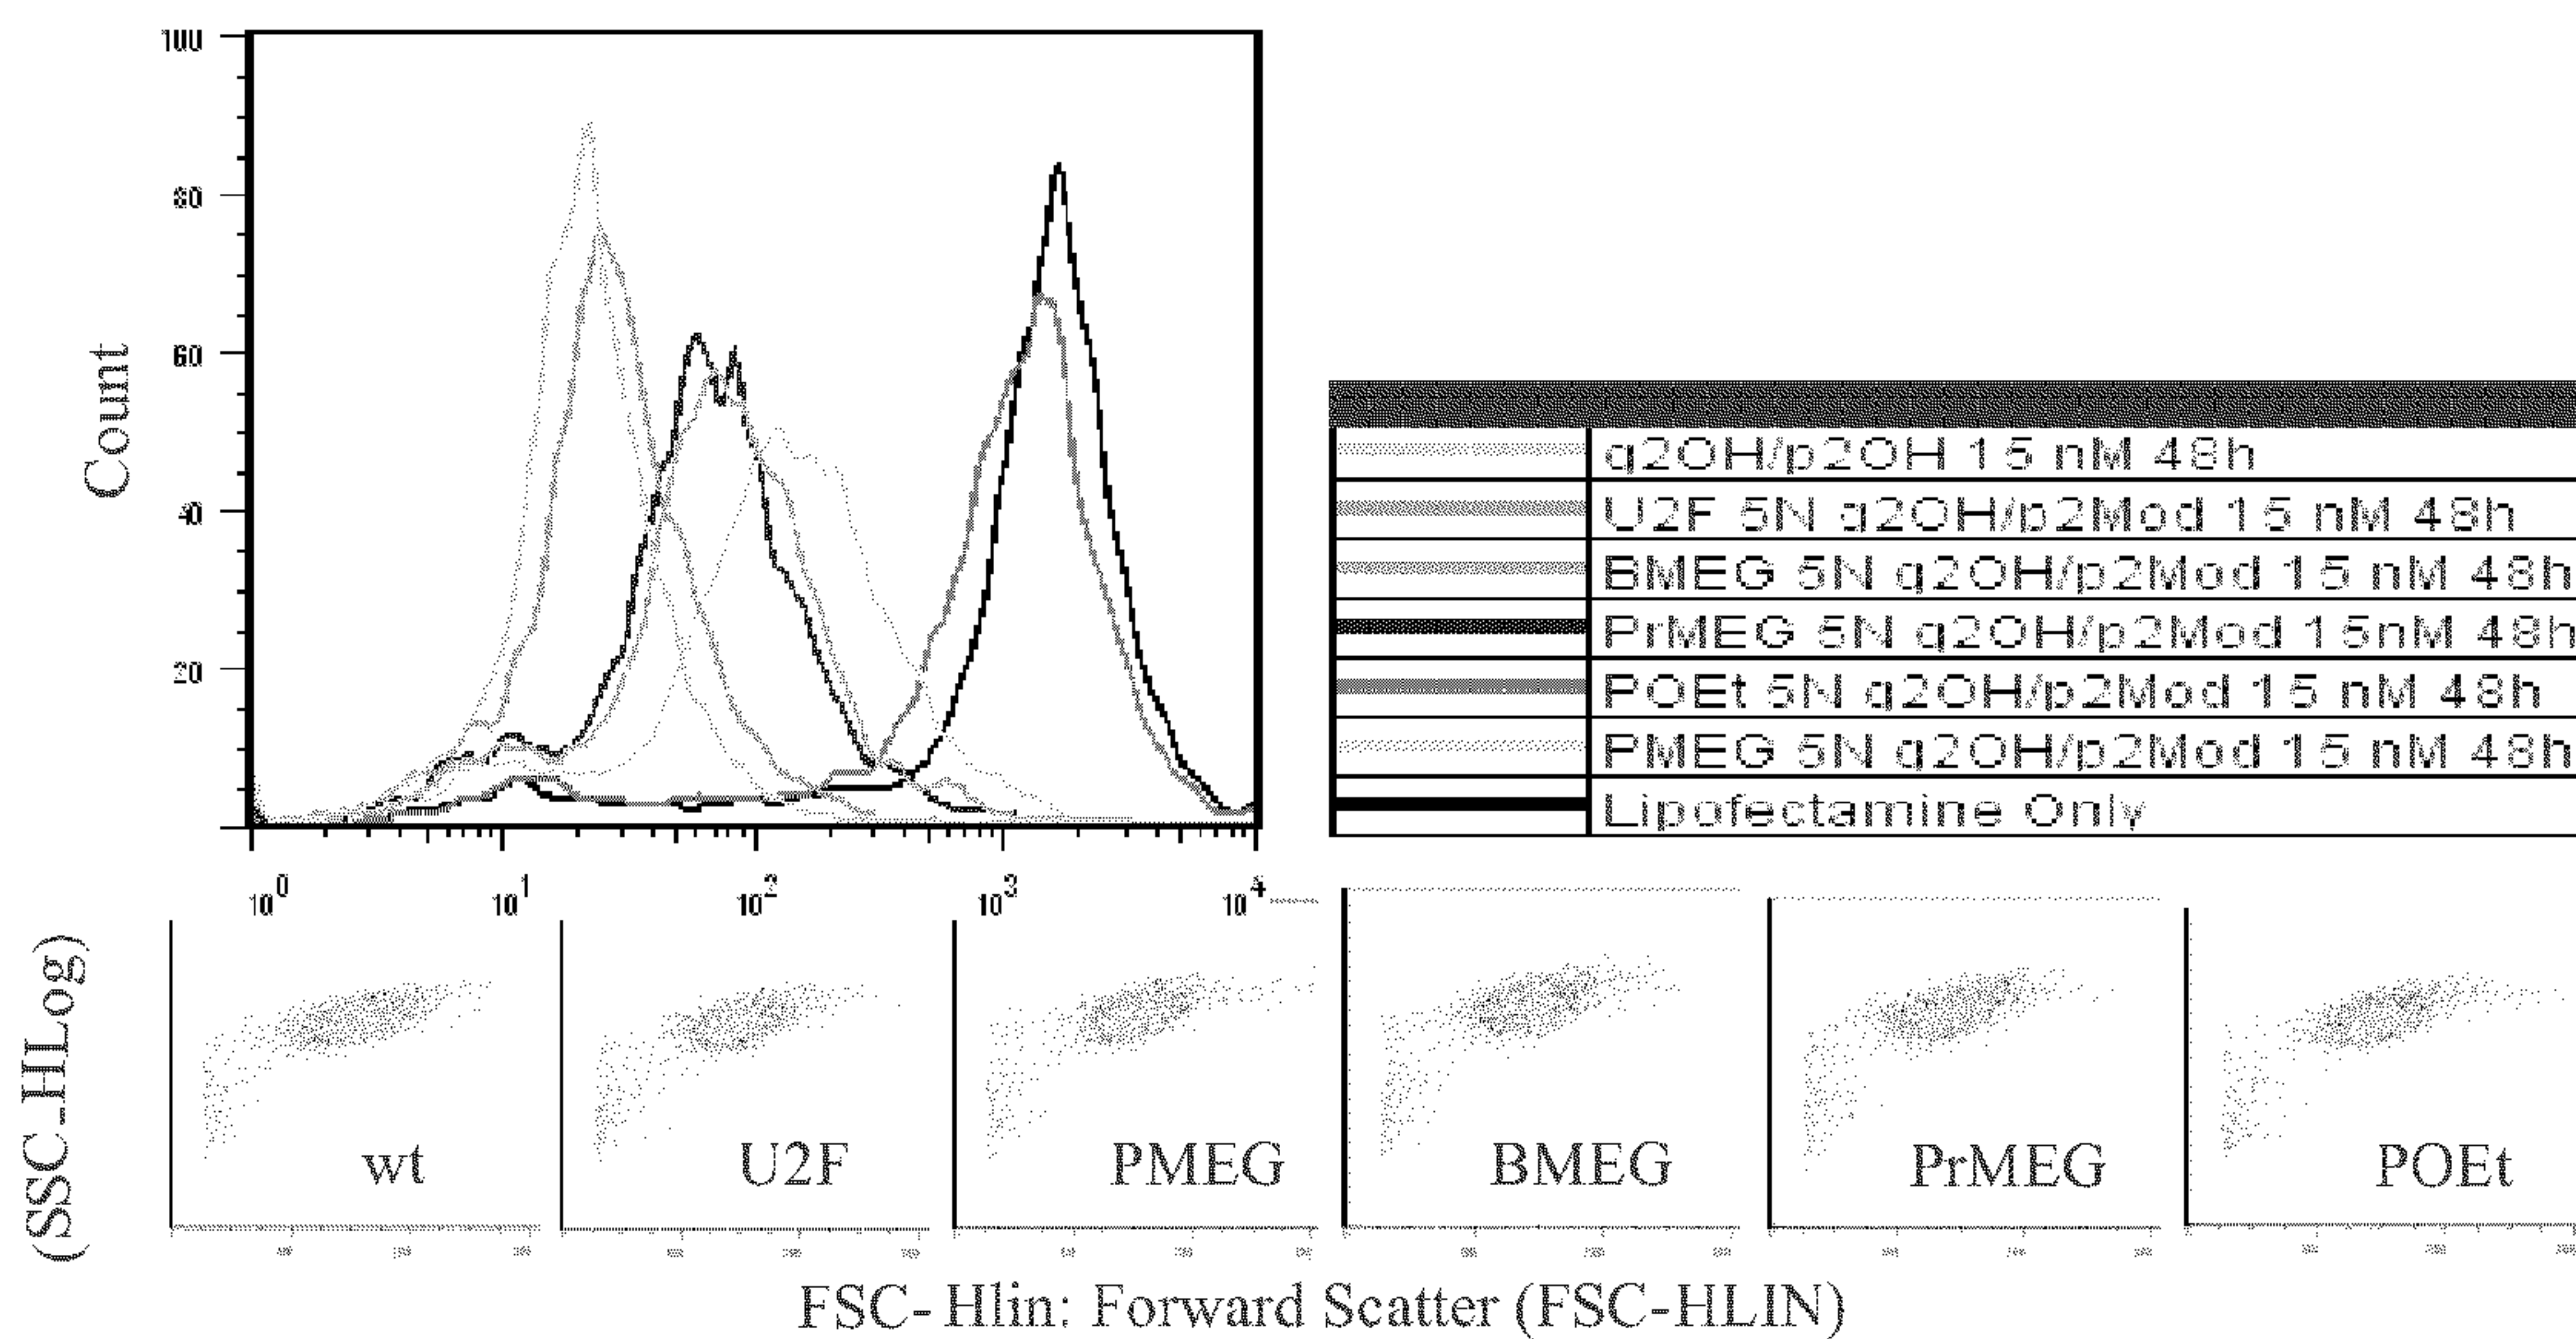 100
80
60
40
20
Count
10^0 10^1 10^2 10^3 10^4
q2OH/p2OH 15 nM 48h
U2F 5N q2OH/p2Mod 15 nM 48h
BMEG 5N q2OH/p2Mod 15 nM 48h
PrMEG 5N q2OH/p2Mod 15nM 48h
POEt 5N q2OH/p2Mod 15 nM 48h
PMEG 5N q2OH/p2Mod 15 nM 48h
Lipofectamine Only
(SSC-HLog)
wt U2F PMEG BMEG PrMEG POEt
FSC-Hlin: Forward Scatter (FSC-HLIN)